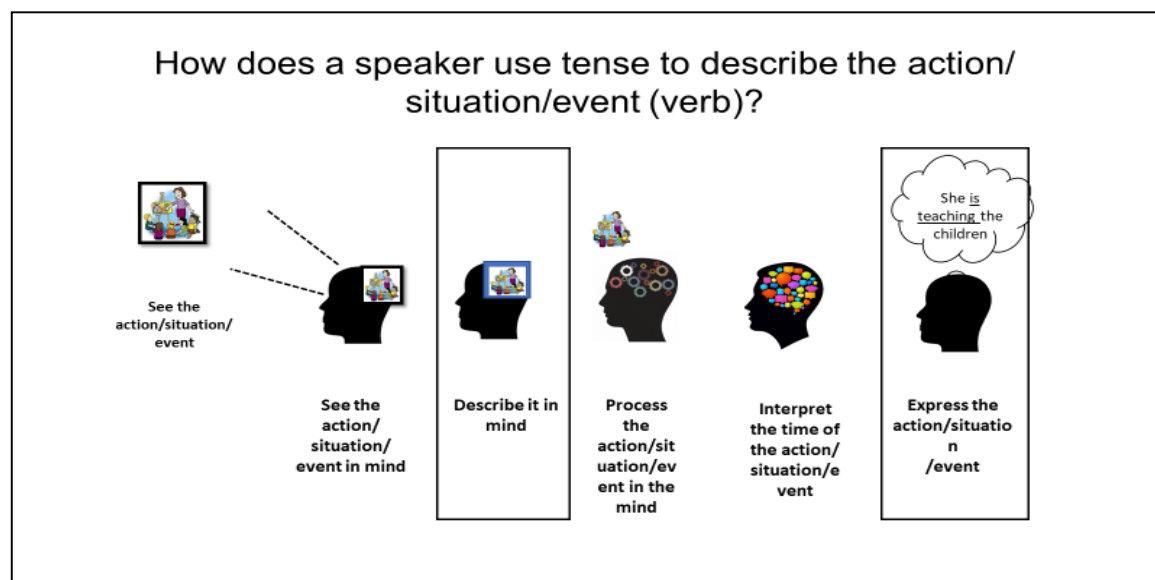 How does a speaker use tense to describe the action/
situation/event (verb)?
She is
teaching the
children
See the
action/situation/
event
See the
action/
situation/
event in mind
Describe it in
mind
Process
the
action/sit
uation/ev
ent in the
mind
Interpret
the time of
the action/
situation/e
vent
Express the
action/situatio
n
/event